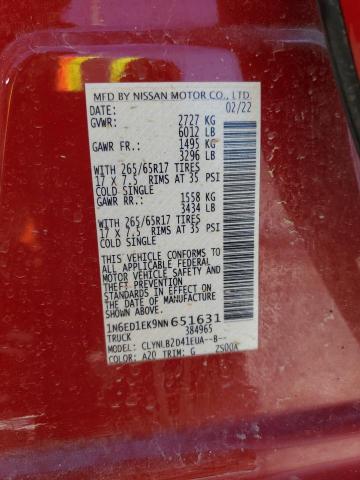 MFD BY NISSAN MOTOR CO., LTD.
DATE: 02/22
GVWR: 2727 KG
6012 LB
GAWR FR.: 1495 KG
3296 LB
WITH 265/65R17 TIRES
17 X 7.5 RIMS AT 35 PSI
COLD SINGLE
GAWR RR.: 1558 KG
3434 LB
WITH 265/65R17 TIRES
17 X 7.5 RIMS AT 35 PSI
COLD SINGLE
THIS VEHICLE CONFORMS TO
ALL APPLICABLE FEDERAL
MOTOR VEHICLE SAFETY AND
THEFT PREVENTION
STANDARDS IN EFFECT ON
THE DATE OF MANUFACTURE
SHOWN ABOVE.
1N6ED1EK9NN651631
TRUCK 384965
MODEL: CLYNLB2D41EUA--B--
COLOR: A20 TRIM: G 2S00A